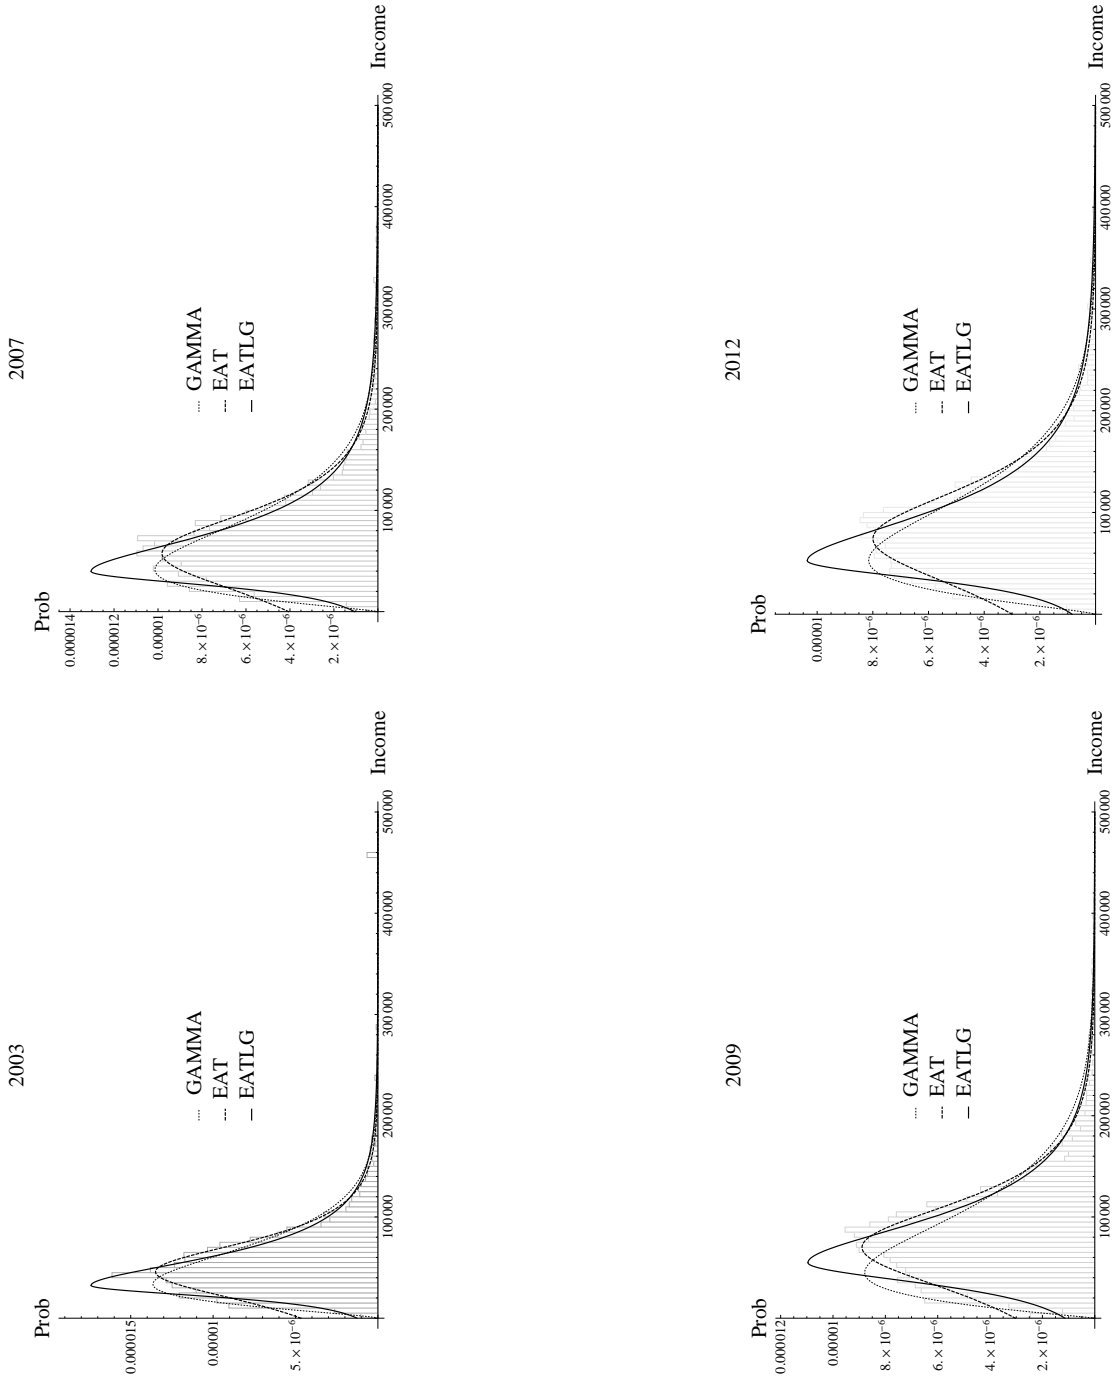 2003
Prob
0.000015
0.00001
5. × 10⁻⁶
GAMMA
EAT
EATLG
100 000 200 000 300 000 400 000 500 000
Income
2007
Prob
0.000014
0.000012
0.00001
8. × 10⁻⁶
6. × 10⁻⁶
4. × 10⁻⁶
2. × 10⁻⁶
GAMMA
EAT
EATLG
100 000 200 000 300 000 400 000 500 000
Income
2009
Prob
0.000012
0.00001
8. × 10⁻⁶
6. × 10⁻⁶
4. × 10⁻⁶
2. × 10⁻⁶
GAMMA
EAT
EATLG
100 000 200 000 300 000 400 000 500 000
Income
2012
Prob
0.00001
8. × 10⁻⁶
6. × 10⁻⁶
4. × 10⁻⁶
2. × 10⁻⁶
GAMMA
EAT
EATLG
100 000 200 000 300 000 400 000 500 000
Income